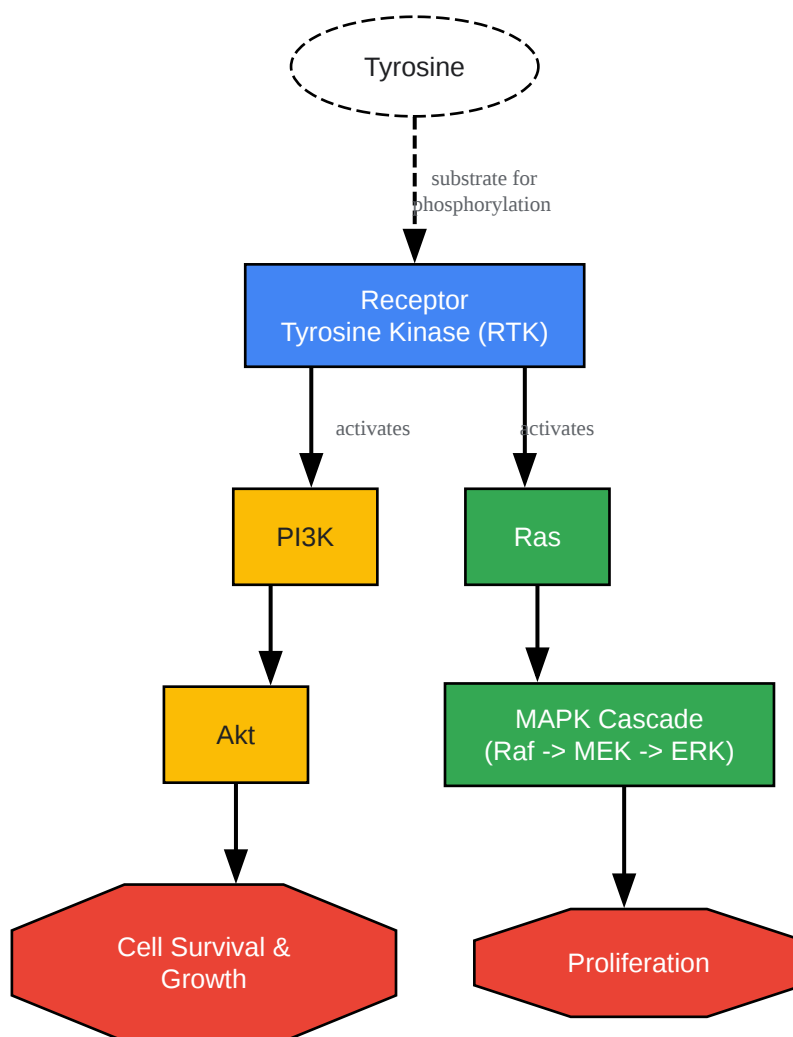 Tyrosine
substrate for
phosphorylation
Receptor
Tyrosine Kinase (RTK)
activates
activates
PI3K
Ras
Akt
MAPK Cascade
(Raf -> MEK -> ERK)
Cell Survival &
Growth
Proliferation